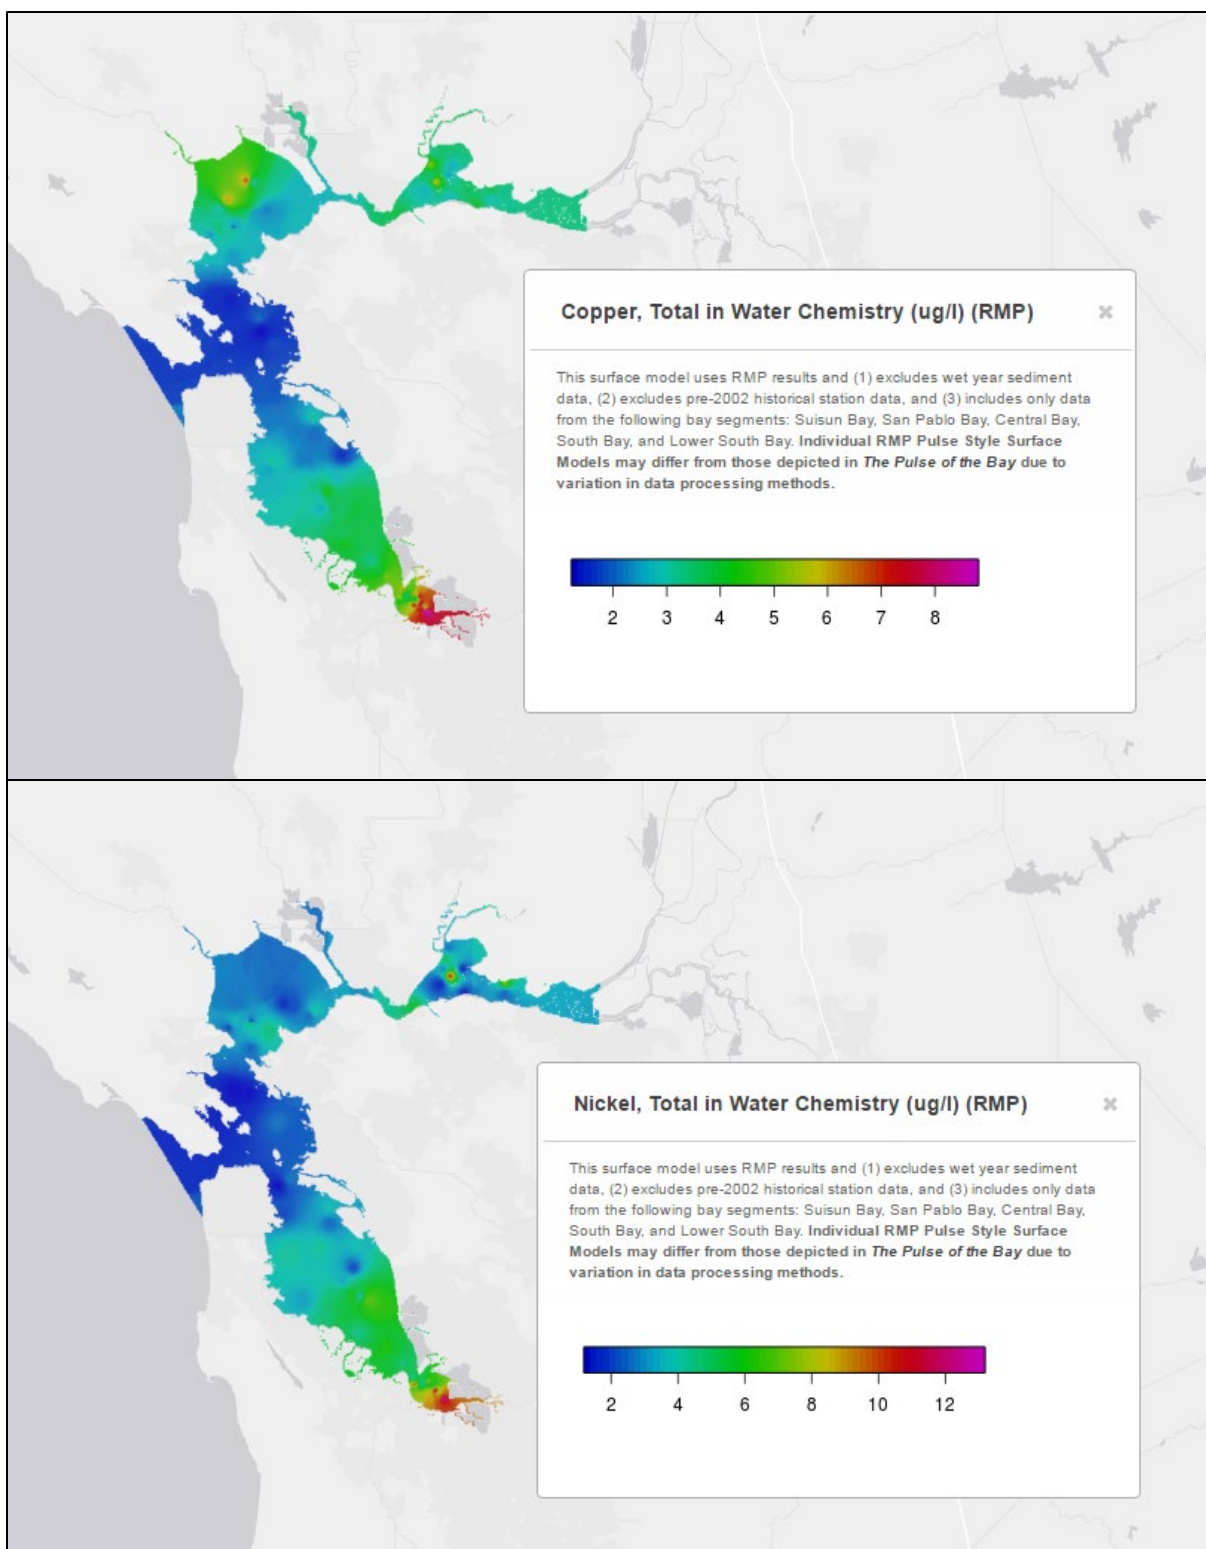 Copper, Total in Water Chemistry (ug/l) (RMP)
This surface model uses RMP results and (1) excludes wet year sediment
data, (2) excludes pre-2002 historical station data, and (3) includes only data
from the following bay segments: Suisun Bay, San Pablo Bay, Central Bay,
South Bay, and Lower South Bay. Individual RMP Pulse Style Surface
Models may differ from those depicted in The Pulse of the Bay due to
variation in data processing methods.
2 3 4 5 6 7 8
Nickel, Total in Water Chemistry (ug/l) (RMP)
This surface model uses RMP results and (1) excludes wet year sediment
data, (2) excludes pre-2002 historical station data, and (3) includes only data
from the following bay segments: Suisun Bay, San Pablo Bay, Central Bay,
South Bay, and Lower South Bay. Individual RMP Pulse Style Surface
Models may differ from those depicted in The Pulse of the Bay due to
variation in data processing methods.
2 4 6 8 10 12